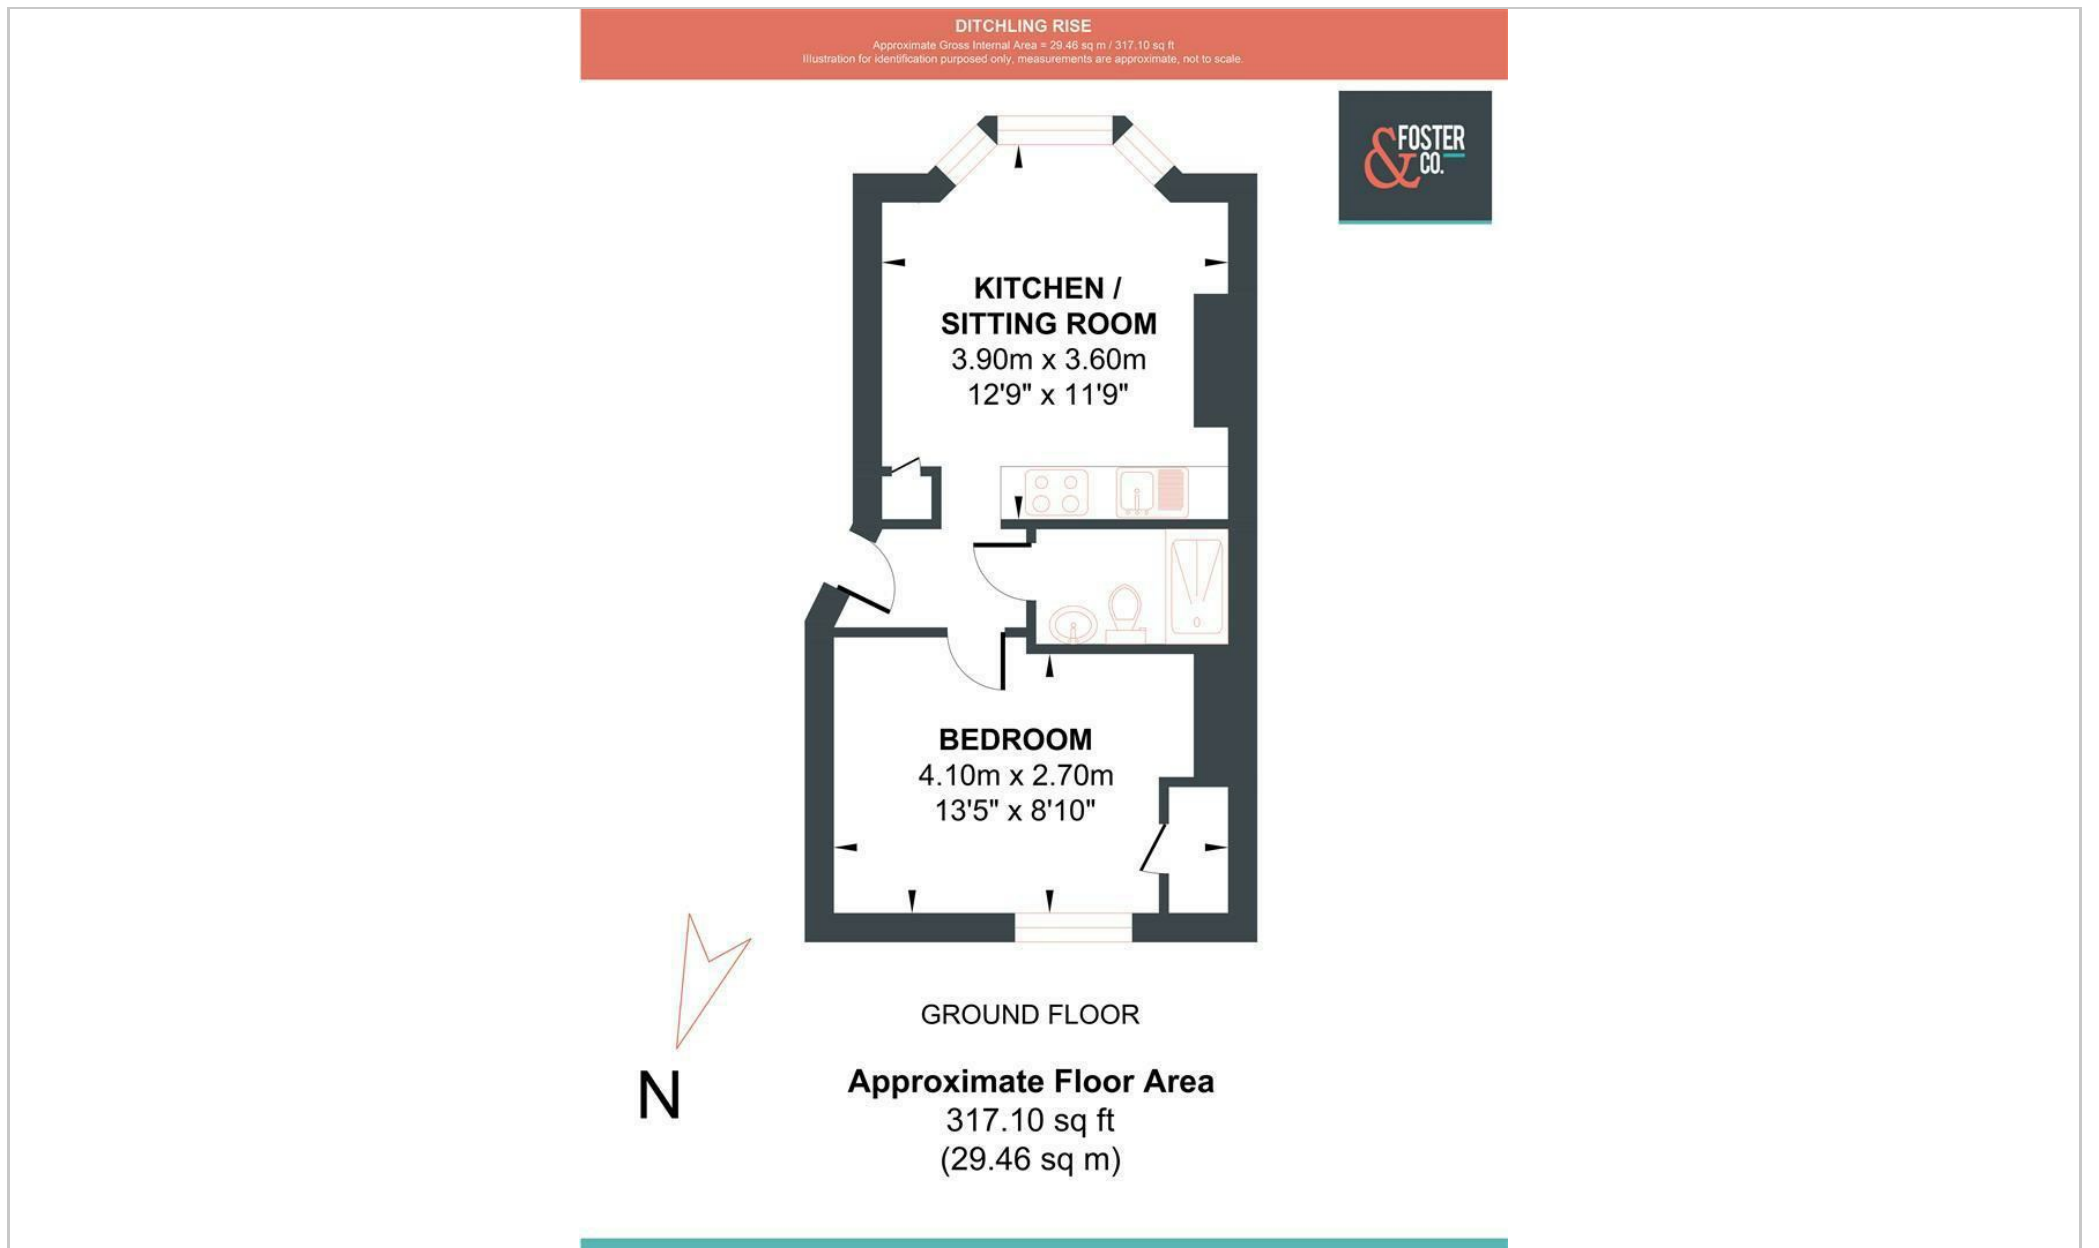 DITCHLING RISE
Approximate Gross Internal Area = 29.46 sq m / 317.10 sq ft
Illustration for identification purposed only, measurements are approximate, not to scale.
& FOSTER
CO.
KITCHEN /
SITTING ROOM
3.90m x 3.60m
12'9" x 11'9"
BEDROOM
4.10m x 2.70m
13'5" x 8'10"
N
GROUND FLOOR
Approximate Floor Area
317.10 sq ft
(29.46 sq m)